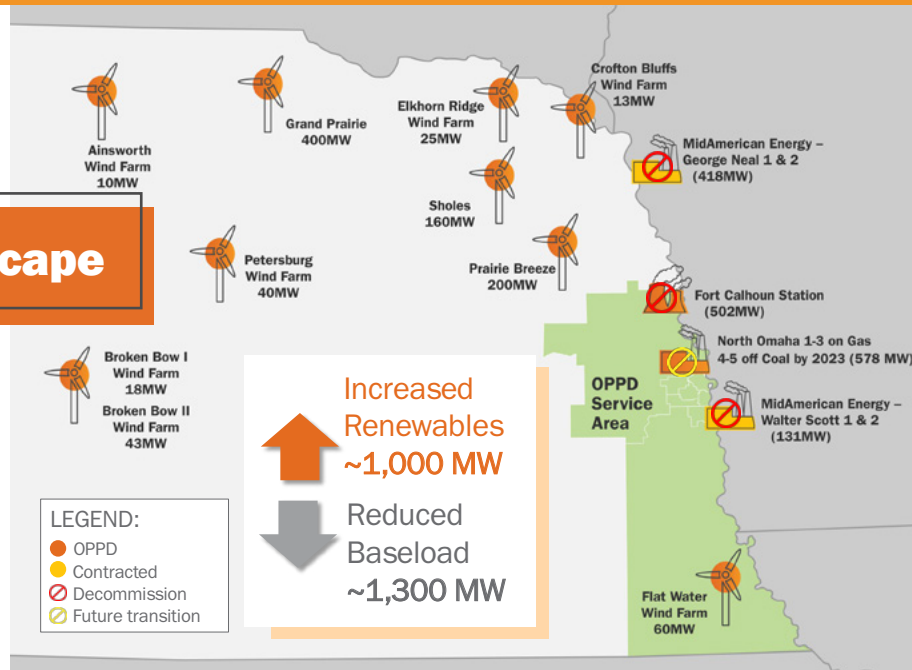 Ainsworth
Wind Farm
10MW
Grand Prairie
400MW
Elkhorn Ridge
Wind Farm
25MW
Crofton Bluffs
Wind Farm
13MW
MidAmerican Energy –
George Neal 1 & 2
(418MW)
Sholes
160MW
cape
Petersburg
Wind Farm
40MW
Prairie Breeze
200MW
Fort Calhoun Station
(502MW)
North Omaha 1-3 on Gas
4-5 off Coal by 2023 (578 MW)
Broken Bow I
Wind Farm
18MW
Broken Bow II
Wind Farm
43MW
OPPD
Service
Area
MidAmerican Energy –
Walter Scott 1 & 2
(131MW)
Increased
Renewables
~1,000 MW
Reduced
Baseload
~1,300 MW
LEGEND:
OPPD
Contracted
Decommission
Future transition
Flat Water
Wind Farm
60MW